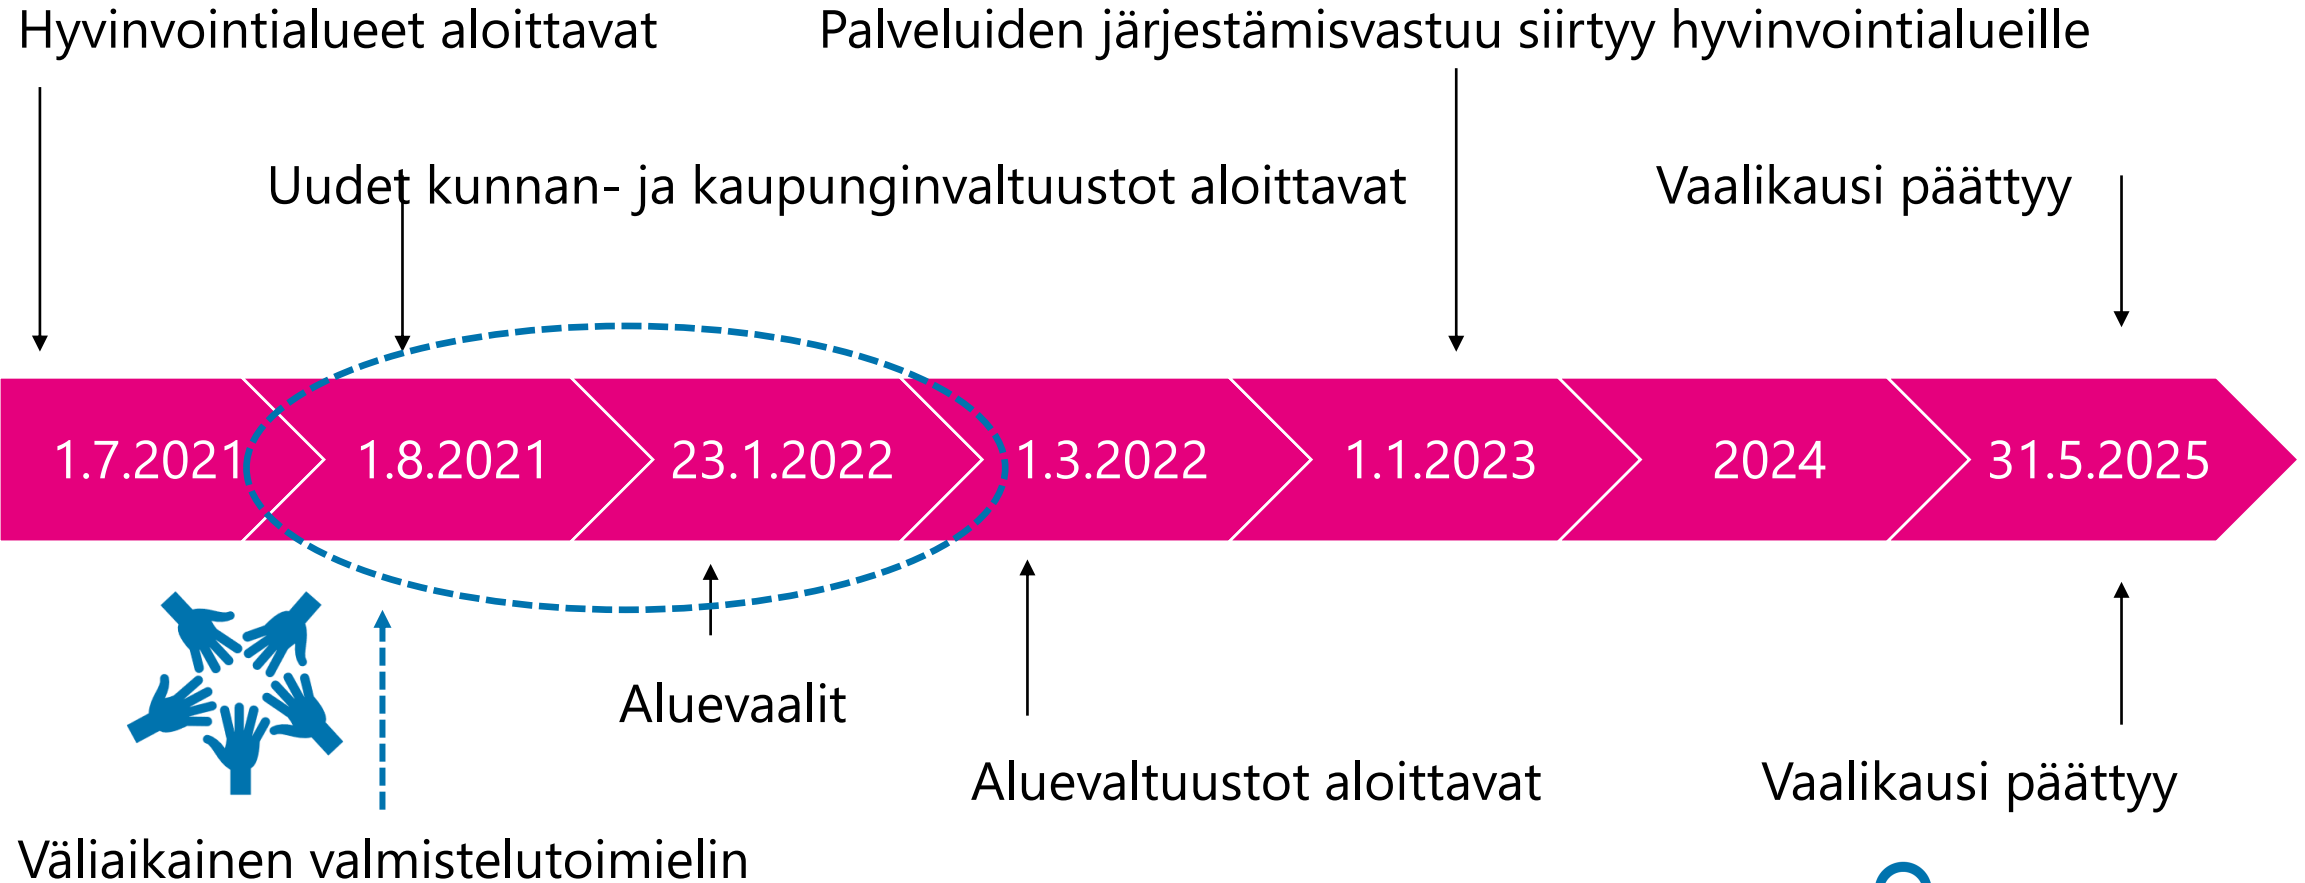 Hyvinvointialueet aloittavat
Palveluiden järjestämisvastuu siirtyy hyvinvointialueille
Uudet kunnan- ja kaupunginvaltuustot aloittavat
Vaalikausi päättyy
1.7.2021
1.8.2021
23.1.2022
1.3.2022
1.1.2023
2024
31.5.2025
Aluevaalit
Aluevaltuustot aloittavat
Vaalikausi päättyy
Väliaikainen valmistelutoimielin